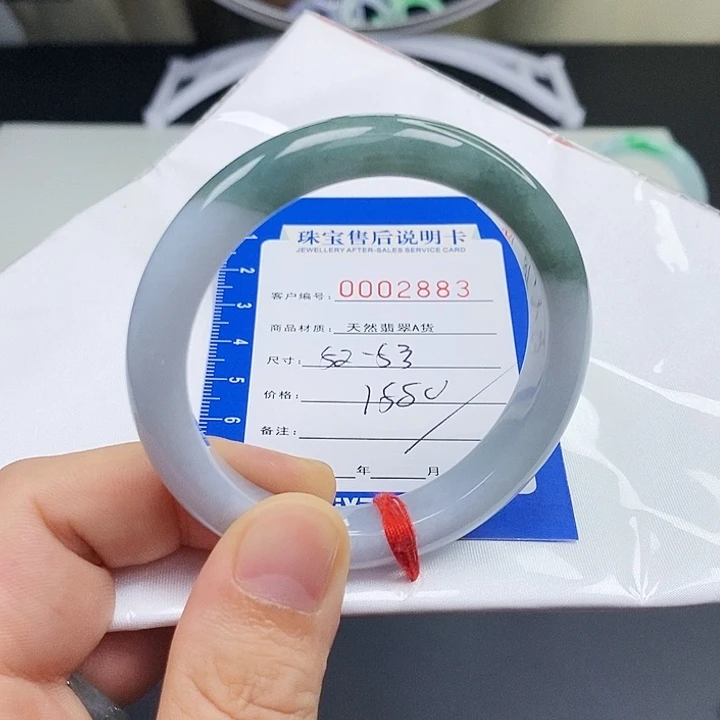 珠宝售后说明卡
JEWELLERY AFTER-SALES SERVICE CARD
客户编号: 0002883
商品材质: 天然翡翠A货
尺寸: 52-53
价格: 1550
备注:
年 月
2
3
4
5
6